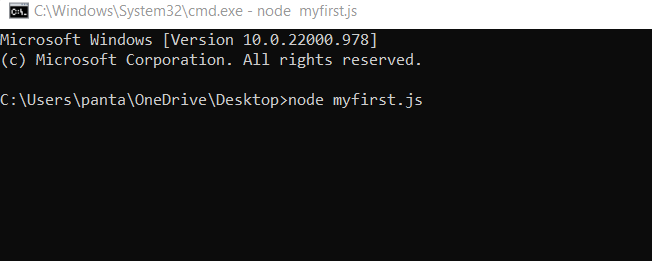 C:\Windows\System32\cmd.exe - node  myfirst.js
Microsoft Windows [Version 10.0.22000.978]
(c) Microsoft Corporation. All rights reserved.
C:\Users\panta\OneDrive\Desktop>node myfirst.js